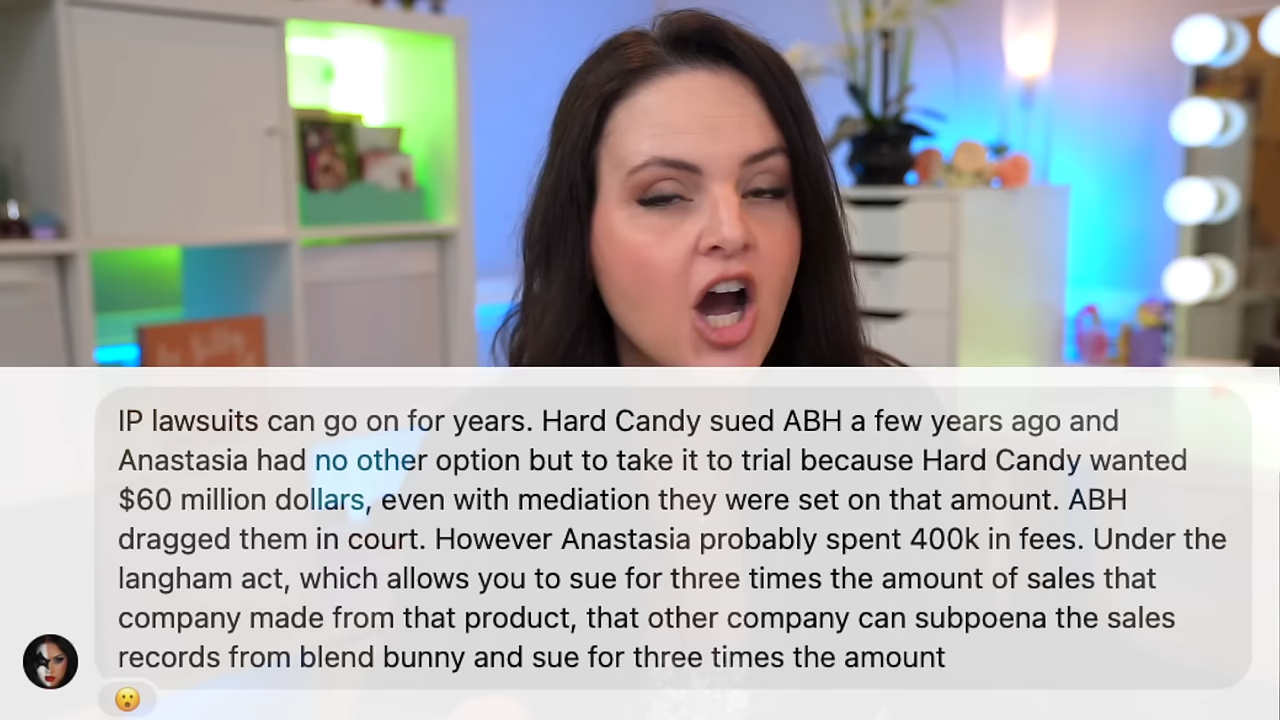 IP lawsuits can go on for years. Hard Candy sued ABH a few years ago and
Anastasia had no other option but to take it to trial because Hard Candy wanted
$60 million dollars, even with mediation they were set on that amount. ABH
dragged them in court. However Anastasia probably spent 400k in fees. Under the
langham act, which allows you to sue for three times the amount of sales that
company made from that product, that other company can subpoena the sales
records from blend bunny and sue for three times the amount